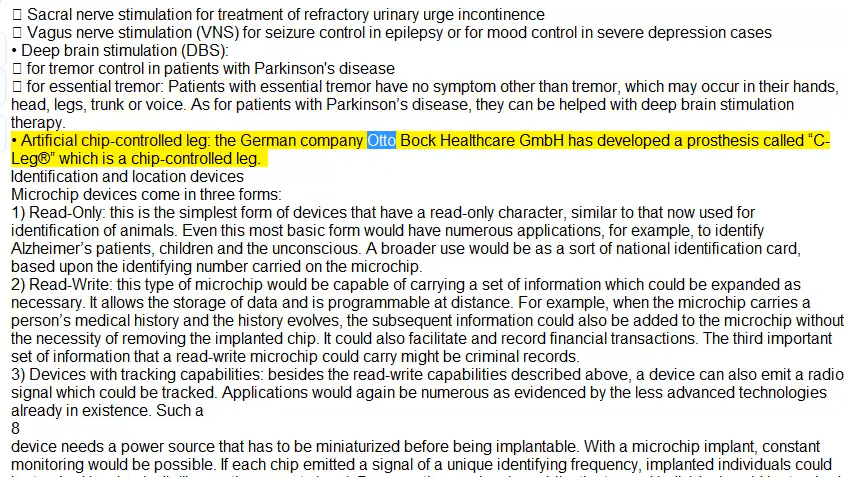 ▯ Sacral nerve stimulation for treatment of refractory urinary urge incontinence
▯ Vagus nerve stimulation (VNS) for seizure control in epilepsy or for mood control in severe depression cases
• Deep brain stimulation (DBS):
▯ for tremor control in patients with Parkinson's disease
▯ for essential tremor: Patients with essential tremor have no symptom other than tremor, which may occur in their hands,
head, legs, trunk or voice. As for patients with Parkinson’s disease, they can be helped with deep brain stimulation
therapy.
• Artificial chip-controlled leg: the German company Otto Bock Healthcare GmbH has developed a prosthesis called “C-
Leg®” which is a chip-controlled leg.
Identification and location devices
Microchip devices come in three forms:
1) Read-Only: this is the simplest form of devices that have a read-only character, similar to that now used for
identification of animals. Even this most basic form would have numerous applications, for example, to identify
Alzheimer’s patients, children and the unconscious. A broader use would be as a sort of national identification card,
based upon the identifying number carried on the microchip.
2) Read-Write: this type of microchip would be capable of carrying a set of information which could be expanded as
necessary. It allows the storage of data and is programmable at distance. For example, when the microchip carries a
person’s medical history and the history evolves, the subsequent information could also be added to the microchip without
the necessity of removing the implanted chip. It could also facilitate and record financial transactions. The third important
set of information that a read-write microchip could carry might be criminal records.
3) Devices with tracking capabilities: besides the read-write capabilities described above, a device can also emit a radio
signal which could be tracked. Applications would again be numerous as evidenced by the less advanced technologies
already in existence. Such a
8
device needs a power source that has to be miniaturized before being implantable. With a microchip implant, constant
monitoring would be possible. If each chip emitted a signal of a unique identifying frequency, implanted individuals could